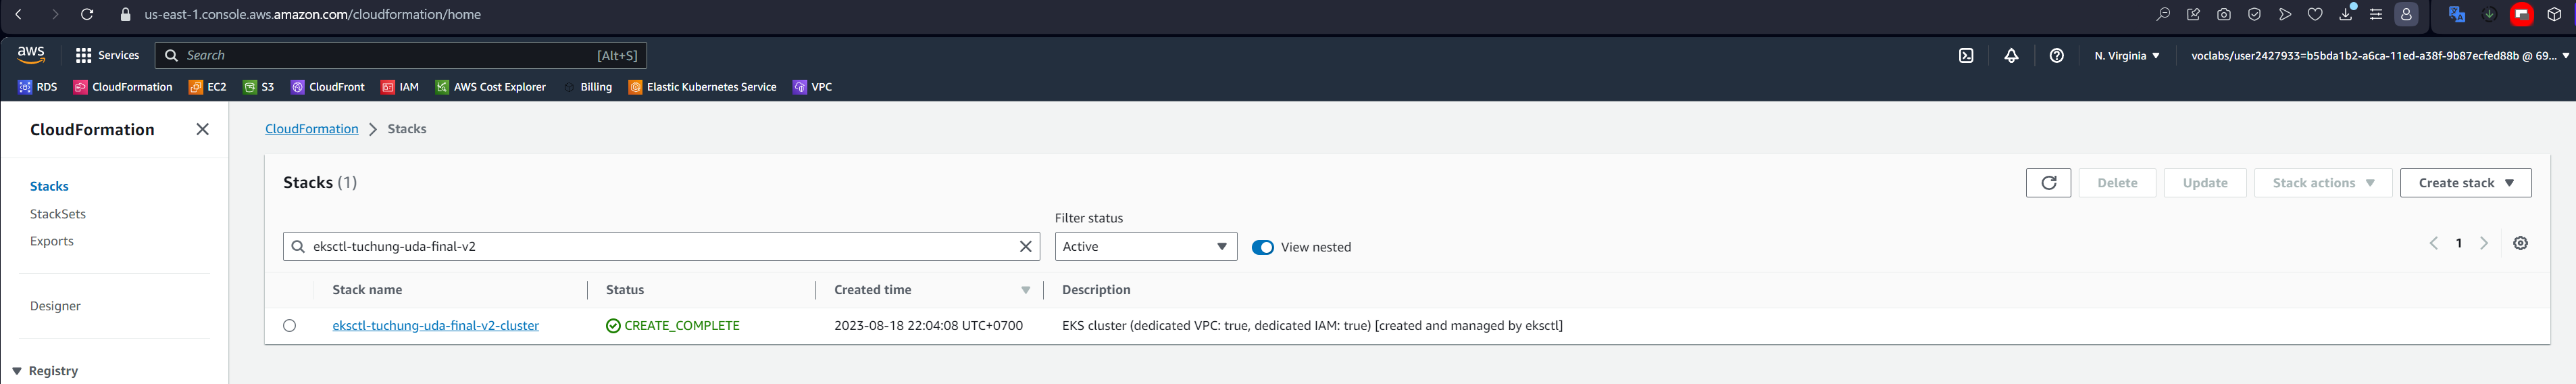 us-east-1.console.aws.amazon.com/cloudformation/home
aws Services Search [Alt+S] N. Virginia voclabs/user2427933=b5bda1b2-a6ca-11ed-a38f-9b87ecfed88b @ 69...
RDS CloudFormation EC2 S3 CloudFront IAM AWS Cost Explorer Billing Elastic Kubernetes Service VPC
CloudFormation
Stacks
StackSets
Exports
Designer
Registry
CloudFormation Stacks
Stacks (1) Delete Update Stack actions Create stack
Filter status
eksctl-tuchung-uda-final-v2 Active View nested 1
Stack name Status Created time Description
eksctl-tuchung-uda-final-v2-cluster CREATE_COMPLETE 2023-08-18 22:04:08 UTC+0700 EKS cluster (dedicated VPC: true, dedicated IAM: true) [created and managed by eksctl]